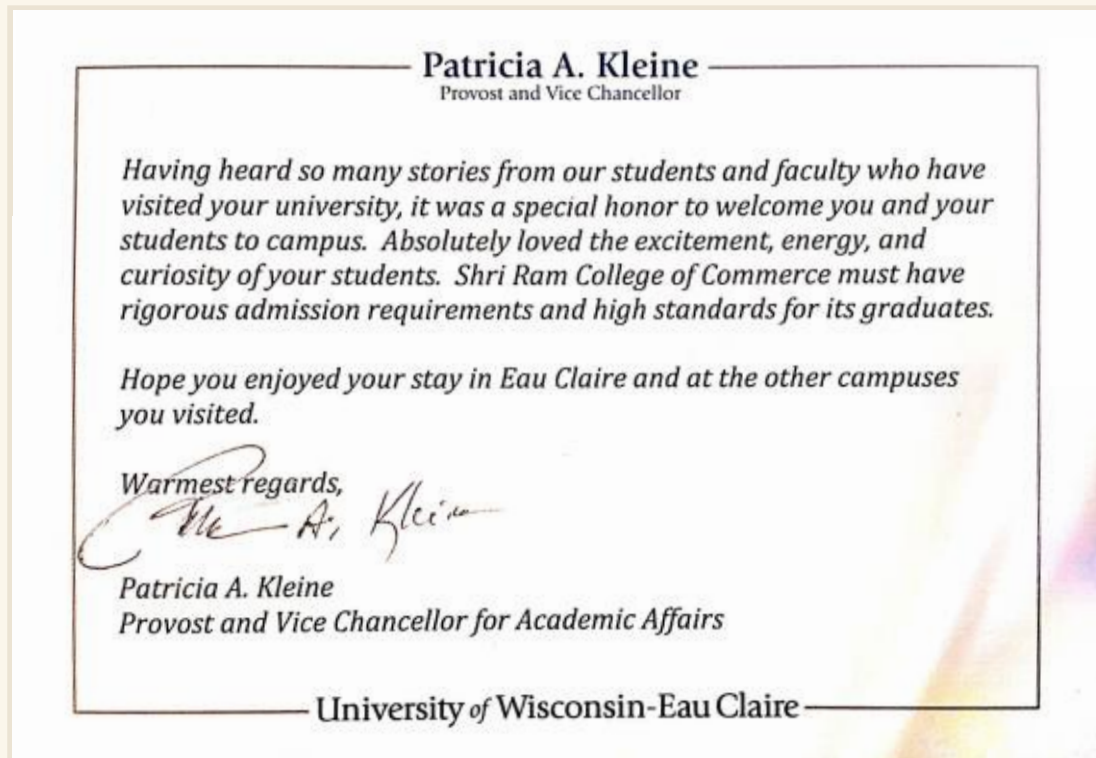 Patricia A. Kleine
Provost and Vice Chancellor
Having heard so many stories from our students and faculty who have
visited your university, it was a special honor to welcome you and your
students to campus. Absolutely loved the excitement, energy, and
curiosity of your students. Shri Ram College of Commerce must have
rigorous admission requirements and high standards for its graduates.
Hope you enjoyed your stay in Eau Claire and at the other campuses
you visited.
Warmest regards,
A. Kleine
Patricia A. Kleine
Provost and Vice Chancellor for Academic Affairs
University of Wisconsin-Eau Claire